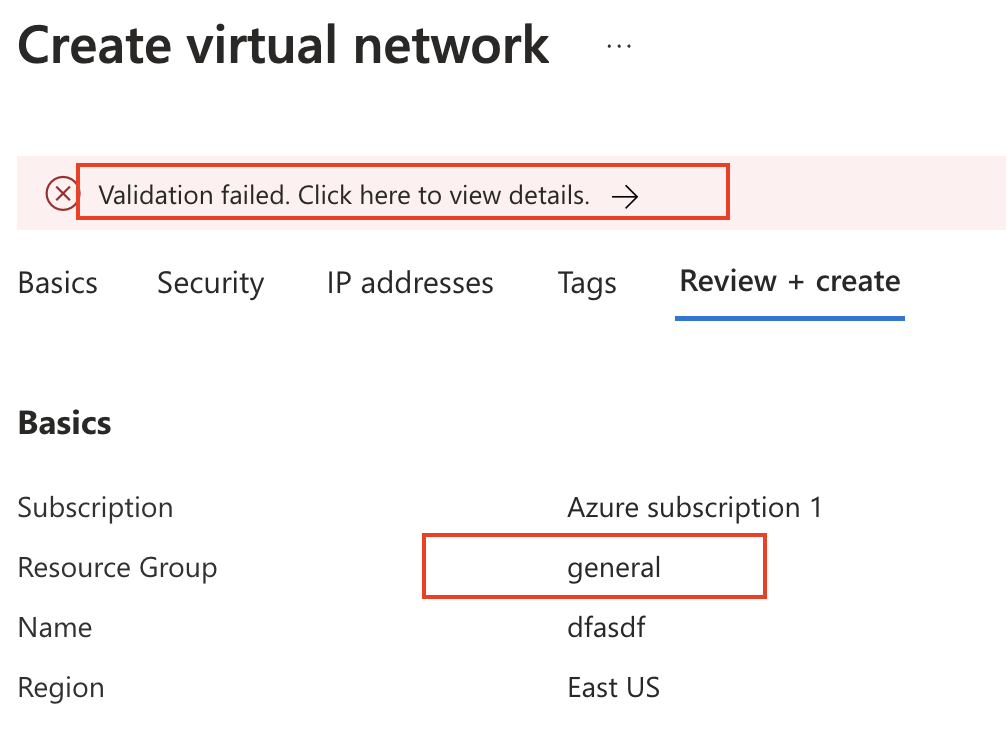 Create virtual network ...
Validation failed. Click here to view details. →
Basics Security IP addresses Tags Review + create
Basics
Subscription Azure subscription 1
Resource Group general
Name dfasdf
Region East US